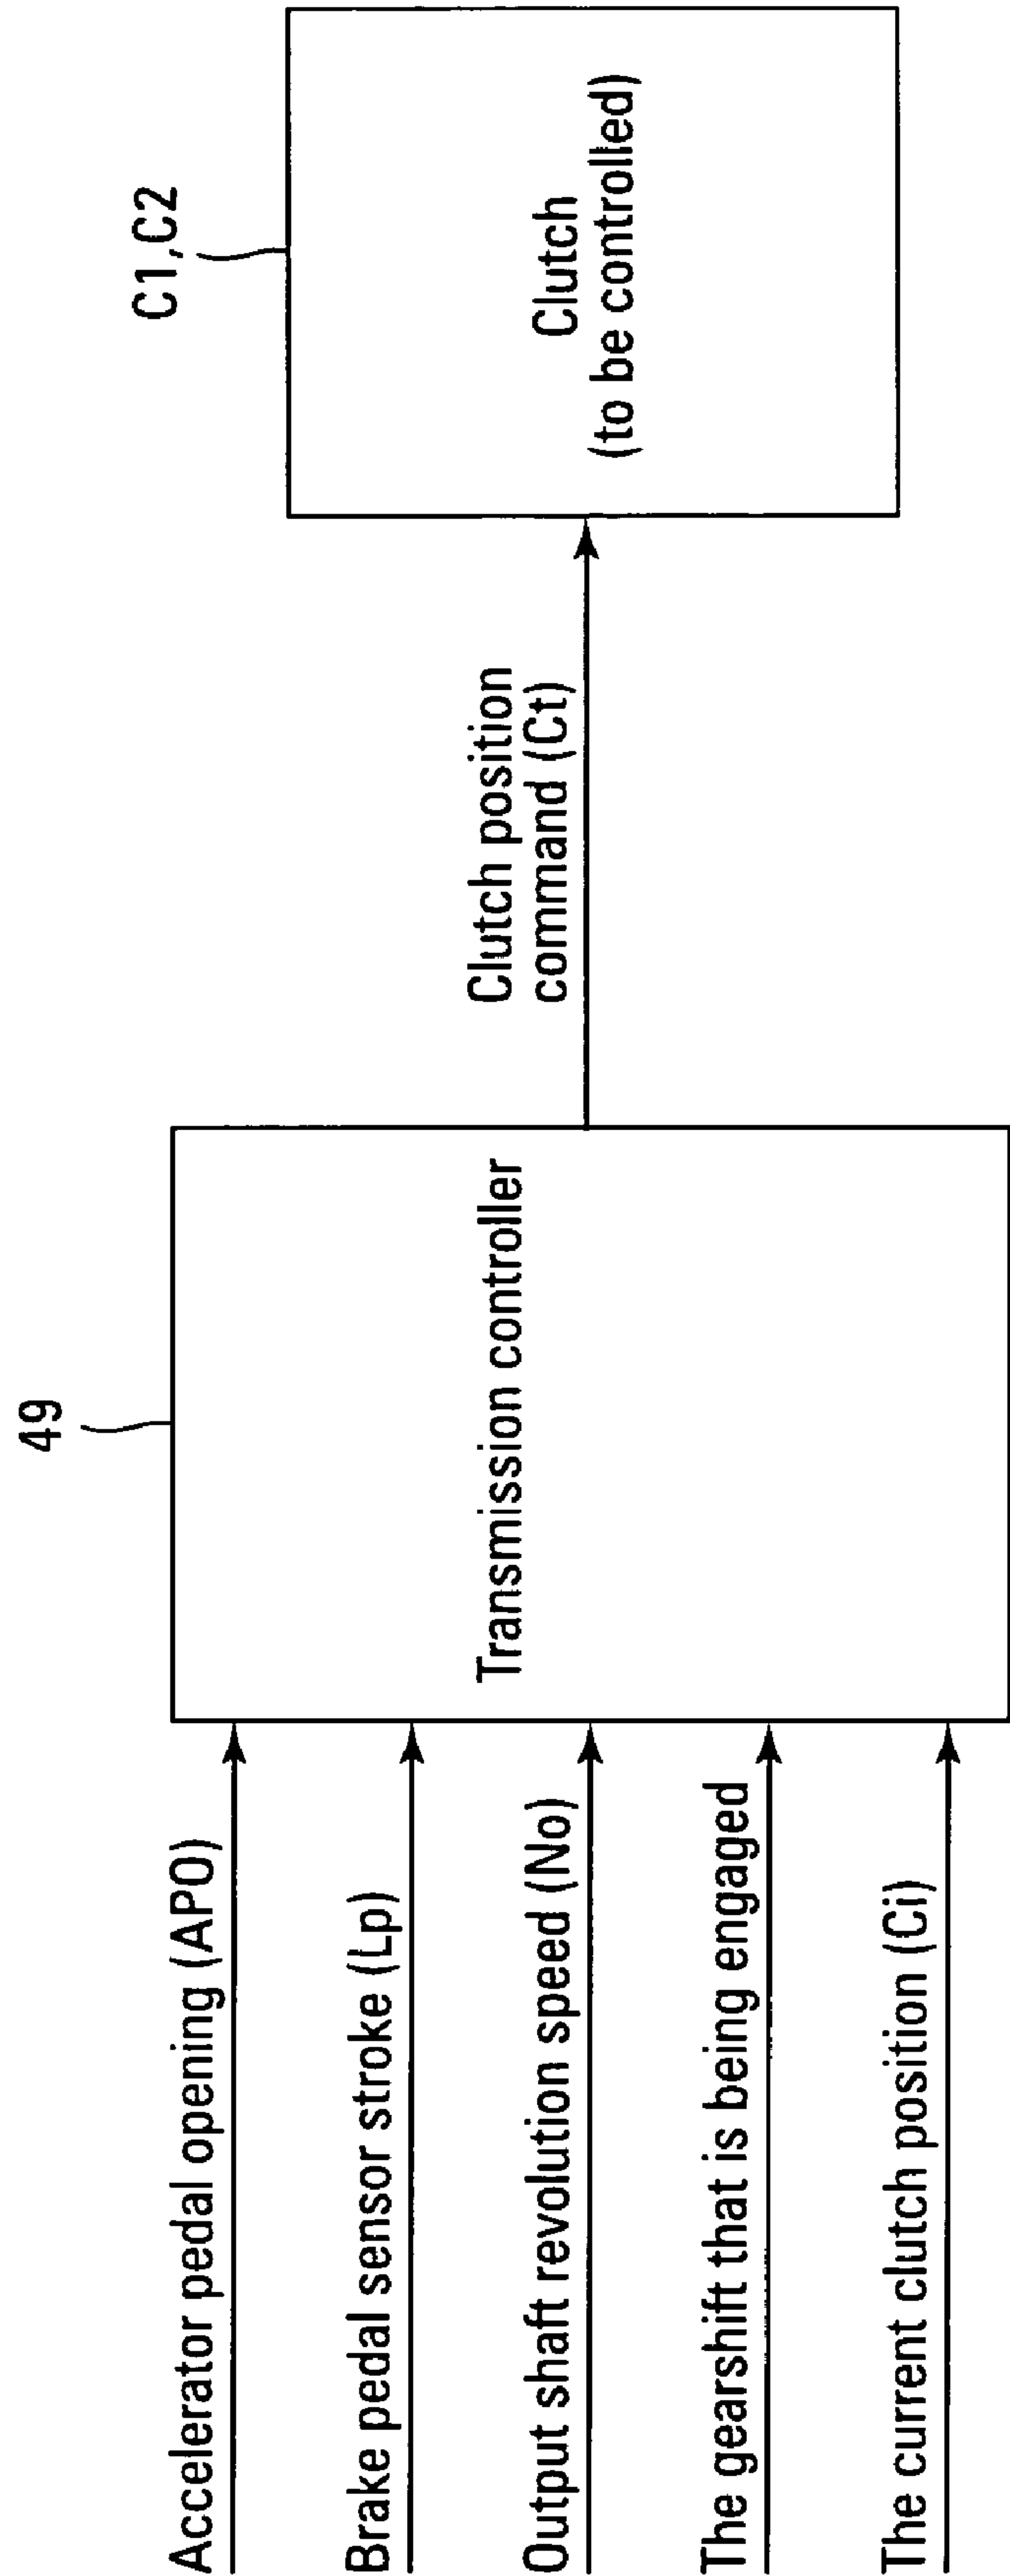 Accelerator pedal opening (APO)
Brake pedal sensor stroke (Lp)
Output shaft revolution speed (No)
The gearshift that is being engaged
The current clutch position (Ci)
49
Transmission controller
Clutch position
command (Ct)
C1,C2
Clutch
(to be controlled)